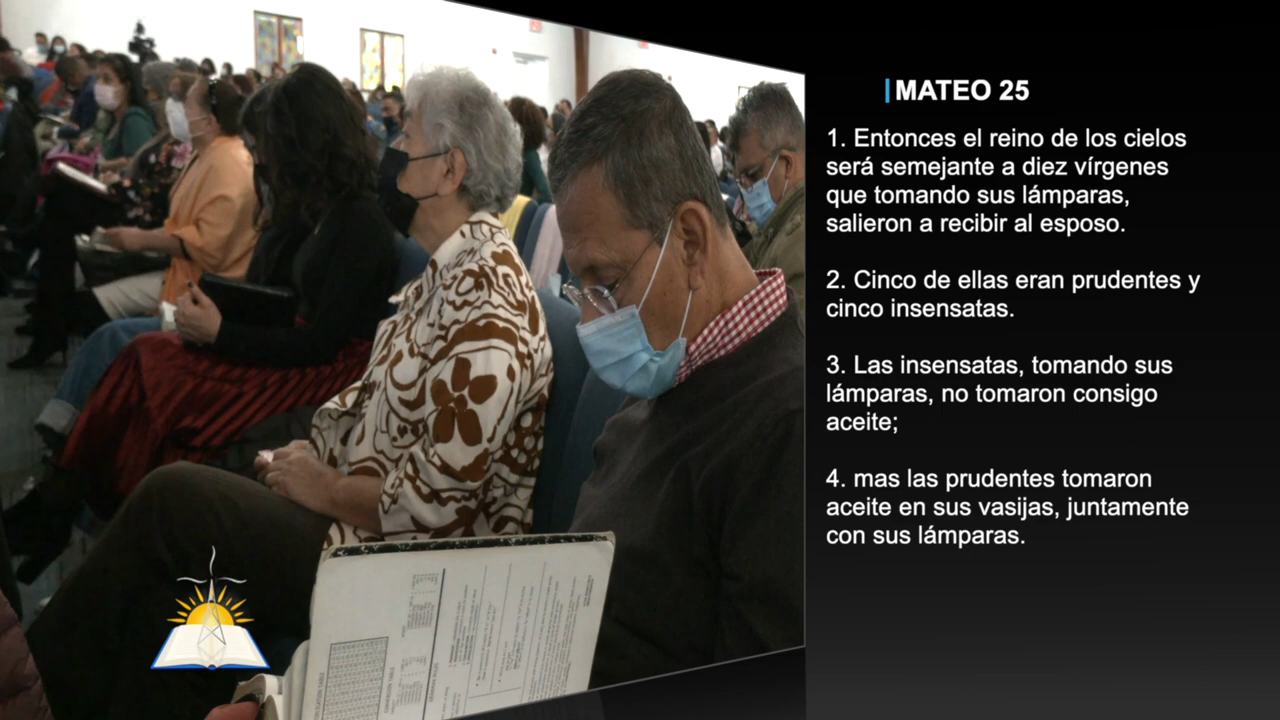 MATEO 25
1. Entonces el reino de los cielos
será semejante a diez vírgenes
que tomando sus lámparas,
salieron a recibir al esposo.
2. Cinco de ellas eran prudentes y
cinco insensatas.
3. Las insensatas, tomando sus
lámparas, no tomaron consigo
aceite;
4. mas las prudentes tomaron
aceite en sus vasijas, juntamente
con sus lámparas.